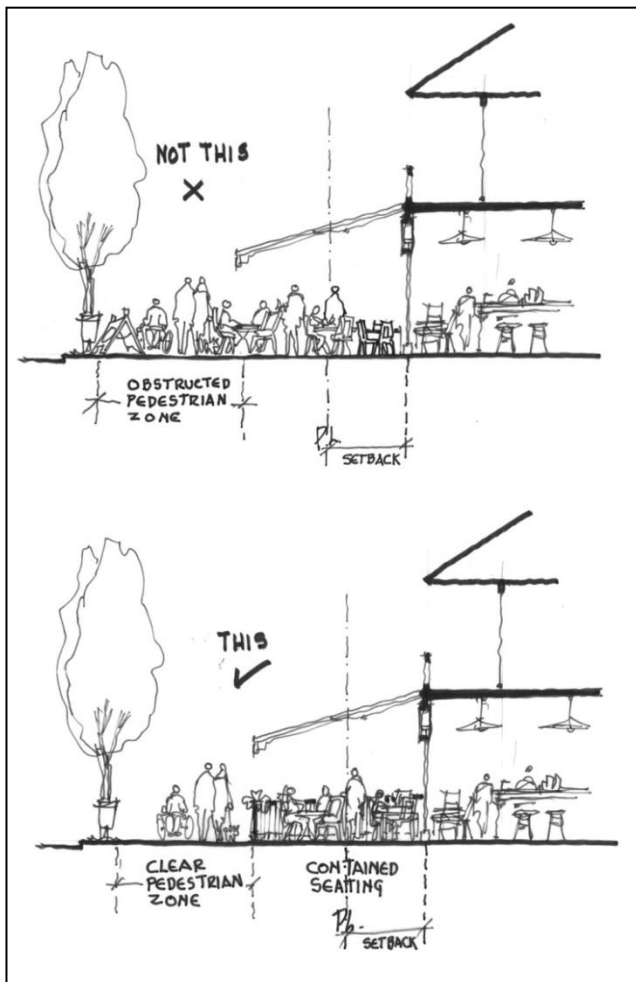 NOT THIS
OBSTRUCTED
PEDESTRIAN
ZONE
P.b.
SETBACK
THIS
CLEAR
PEDESTRIAN
ZONE
CONTAINED
SEATING
P.b.
SETBACK